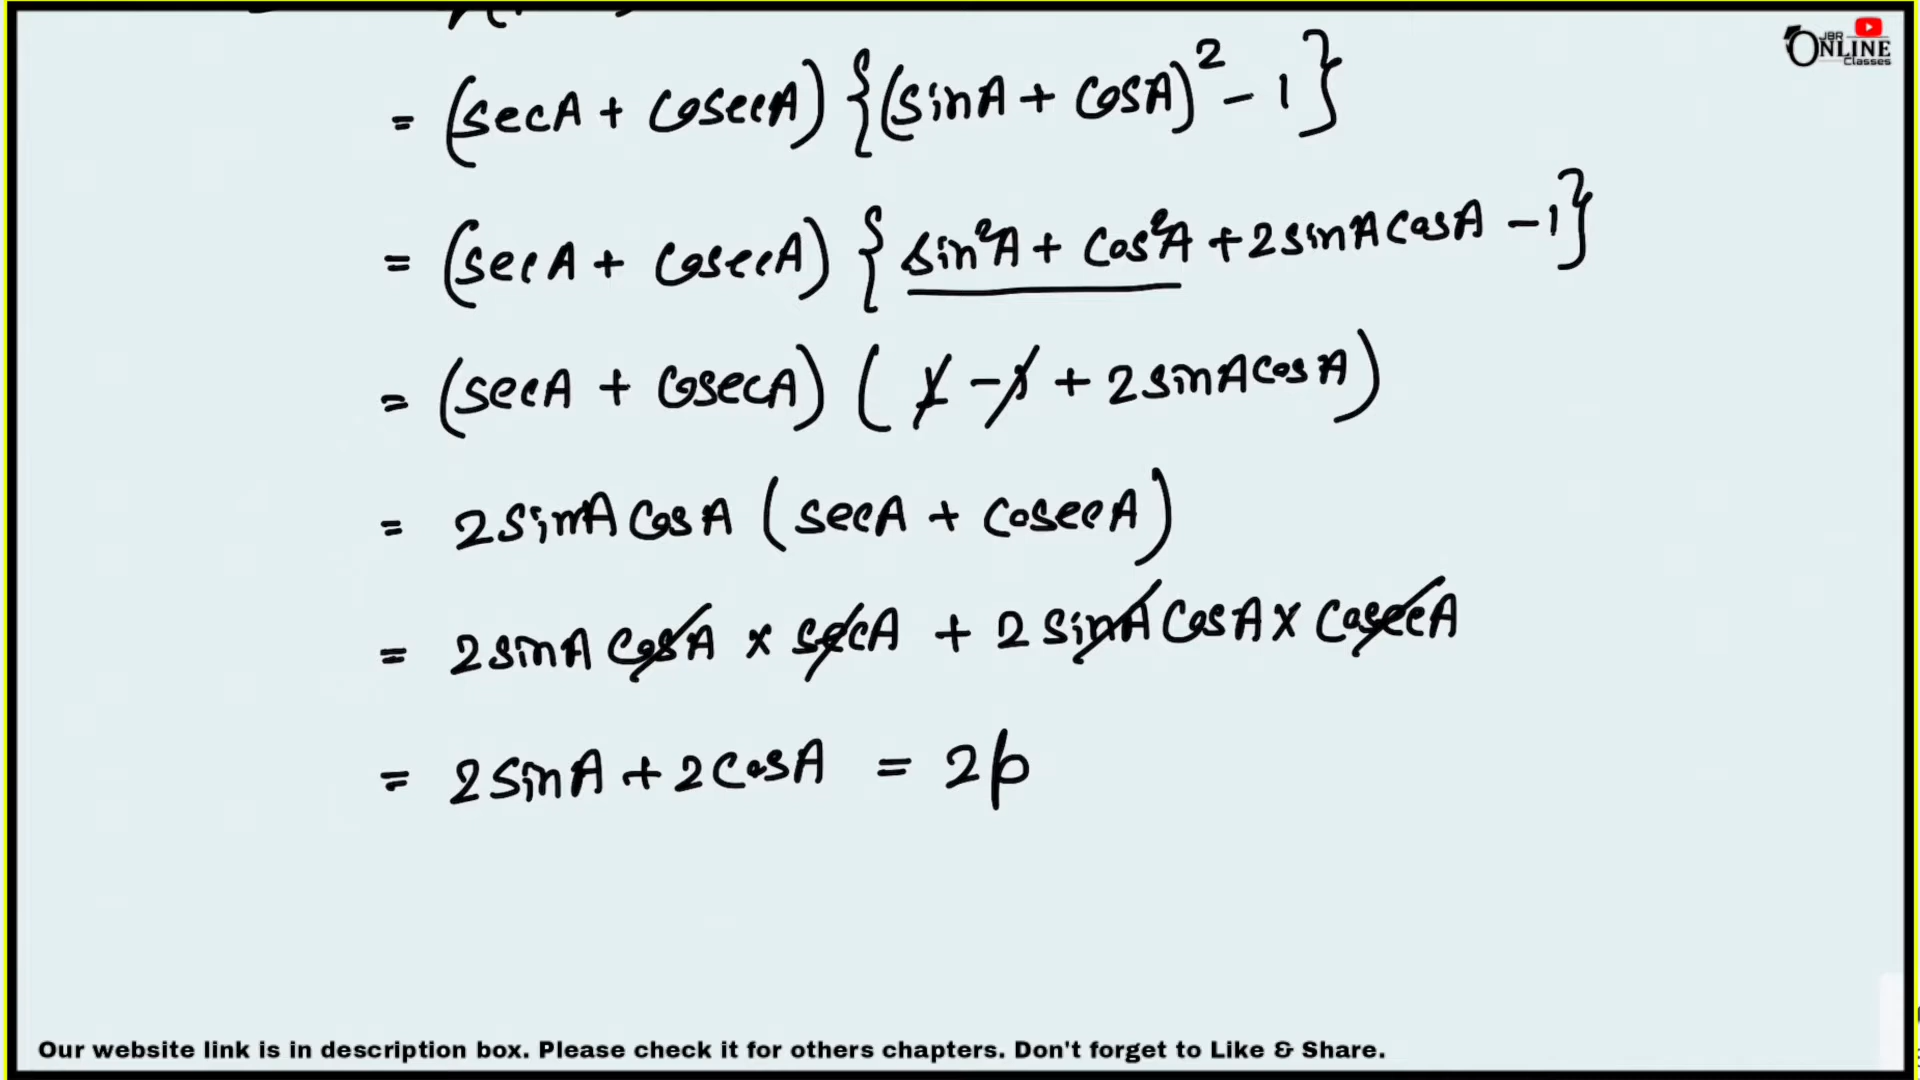 JBR
ONLINE
Classes
= (secA + cosecA) {(sinA + cosA)² - 1}
= (secA + cosecA) {sin²A + cos²A + 2sinAcosA - 1}
= (secA + cosecA) (1 - 1 + 2sinAcosA)
= 2sinAcosA (secA + cosecA)
= 2sinAcosA × secA + 2sinAcosA × cosecA
= 2sinA + 2cosA = 2p
Our website link is in description box. Please check it for others chapters. Don't forget to Like & Share.